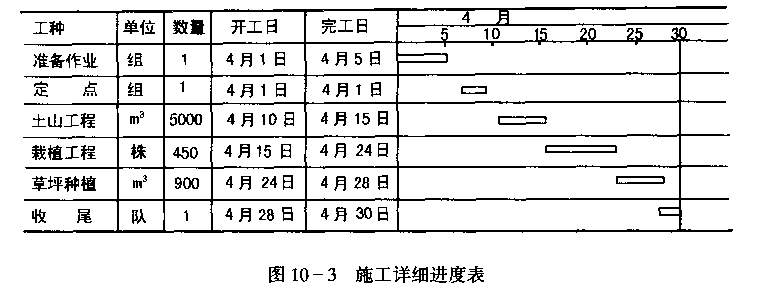 工种 单位 数量 开工日 完工日 4 月
5 10 15 20 25 30
准备作业 组 1 4月1日 4月5日
定 点 组 1 4月1日 4月1日
土山工程 m³ 5000 4月10日 4月15日
栽植工程 株 450 4月15日 4月24日
草坪种植 m³ 900 4月24日 4月28日
收 尾 队 1 4月28日 4月30日
图10-3 施工详细进度表